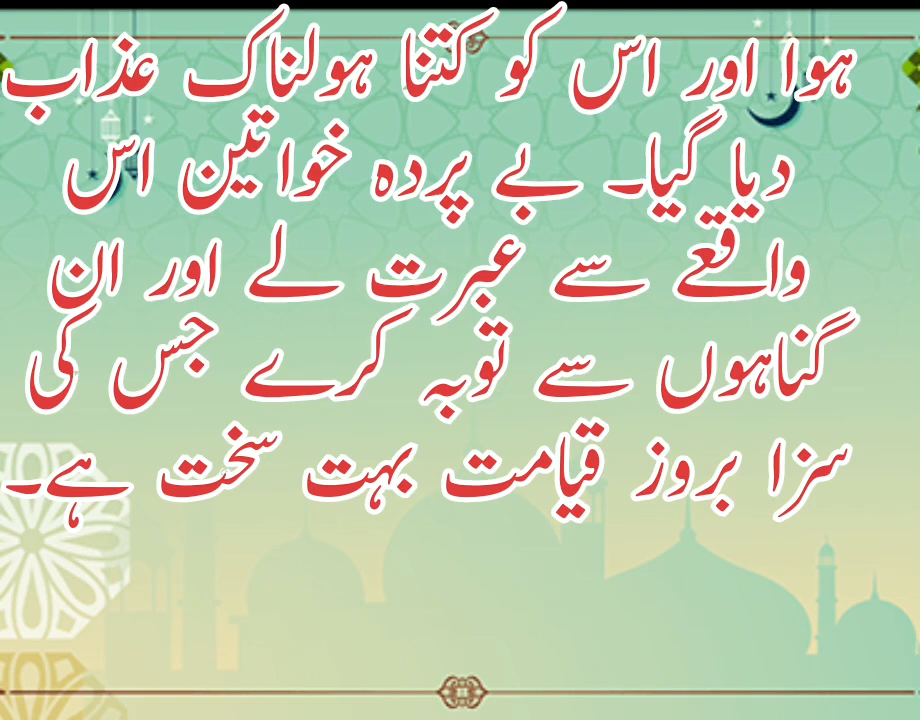 ہوا اور اس کو کتنا ہولناک عذاب
دیا گیا۔ بے پردہ خواتین اس
واقعے سے عبرت لے اور ان
گناہوں سے توبہ کرے جس کی
سزا بروز قیامت بہت سخت ہے۔